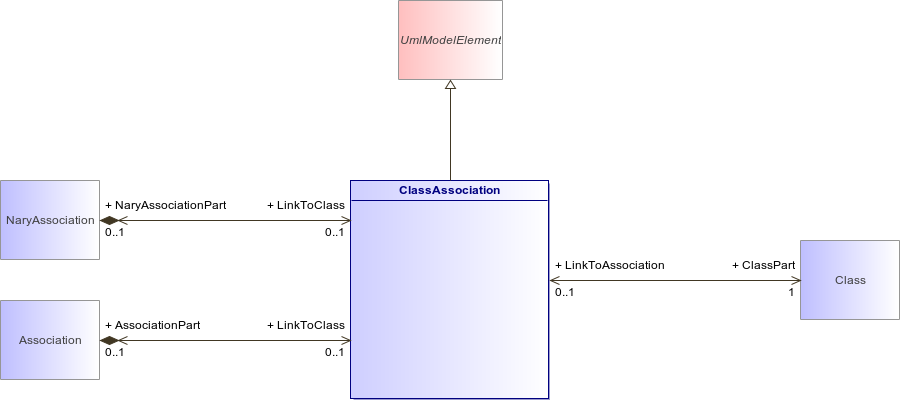 UmlModelElement
ClassAssociation
NaryAssociation
+ NaryAssociationPart
+ LinkToClass
0..1
0..1
+ LinkToAssociation
+ ClassPart
0..1
1
Class
Association
+ AssociationPart
+ LinkToClass
0..1
0..1